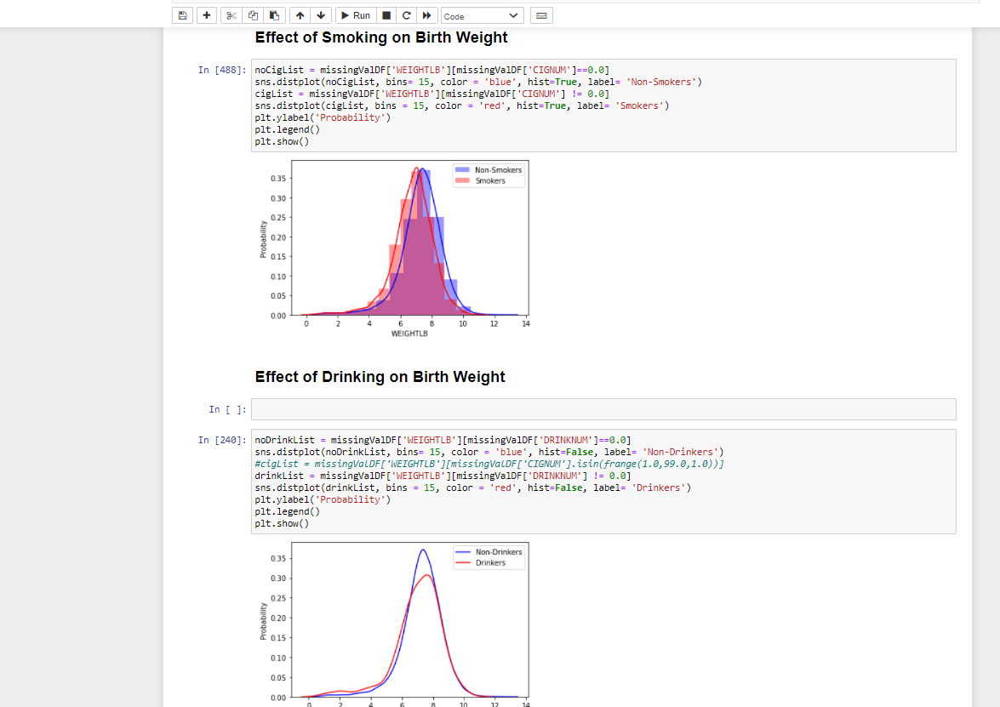 Run
Code
Effect of Smoking on Birth Weight
In [488]:
noCigList = missingValDF['WEIGHTLB'][missingValDF['CIGNUM']==0.0]
sns.distplot(noCigList, bins= 15, color = 'blue', hist=True, label= 'Non-Smokers')
cigList = missingValDF['WEIGHTLB'][missingValDF['CIGNUM'] != 0.0]
sns.distplot(cigList, bins = 15, color = 'red', hist=True, label= 'Smokers')
plt.ylabel('Probability')
plt.legend()
plt.show()
Non-Smokers
Smokers
0.35
0.30
0.25
0.20
0.15
0.10
0.05
0.00
Probability
0 2 4 6 8 10 12 14
WEIGHTLB
Effect of Drinking on Birth Weight
In [ ]:
In [240]:
noDrinkList = missingValDF['WEIGHTLB'][missingValDF['DRINKNUM']==0.0]
sns.distplot(noDrinkList, bins= 15, color = 'blue', hist=False, label= 'Non-Drinkers')
#cigList = missingValDF['WEIGHTLB'][missingValDF['CIGNUM'].isin(frange(1.0,99.0,1.0))]
drinkList = missingValDF['WEIGHTLB'][missingValDF['DRINKNUM'] != 0.0]
sns.distplot(drinkList, bins = 15, color = 'red', hist=False, label= 'Drinkers')
plt.ylabel('Probability')
plt.legend()
plt.show()
Non-Drinkers
Drinkers
0.35
0.30
0.25
0.20
0.15
0.10
0.05
0.00
Probability
0 2 4 6 8 10 12 14